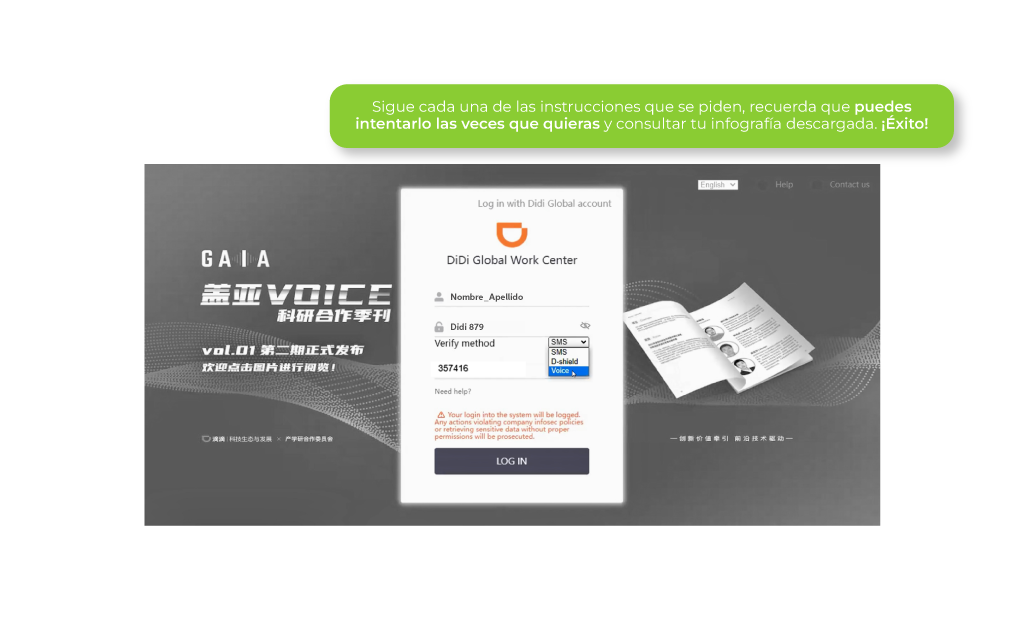 Sigue cada una de las instrucciones que se piden, recuerda que puedes
intentarlo las veces que quieras y consultar tu infografía descargada. ¡Éxito!
English
Help
Contact us
Log in with Didi Global account
DiDi Global Work Center
GAIA
盖亚VOICE
科研合作季刊
vol.01 第二期正式发布
欢迎点击图片进行阅览!
滴滴 | 科技生态与发展 × 产学研合作委员会
Nombre_Apellido
Didi 879
Verify method
SMS
SMS
D-shield
Voice
357416
Need help?
Your login into the system will be logged.
Any actions violating company infosec policies
or retrieving sensitive data without proper
permissions will be prosecuted.
LOG IN
—创新价值牵引 前沿技术驱动—